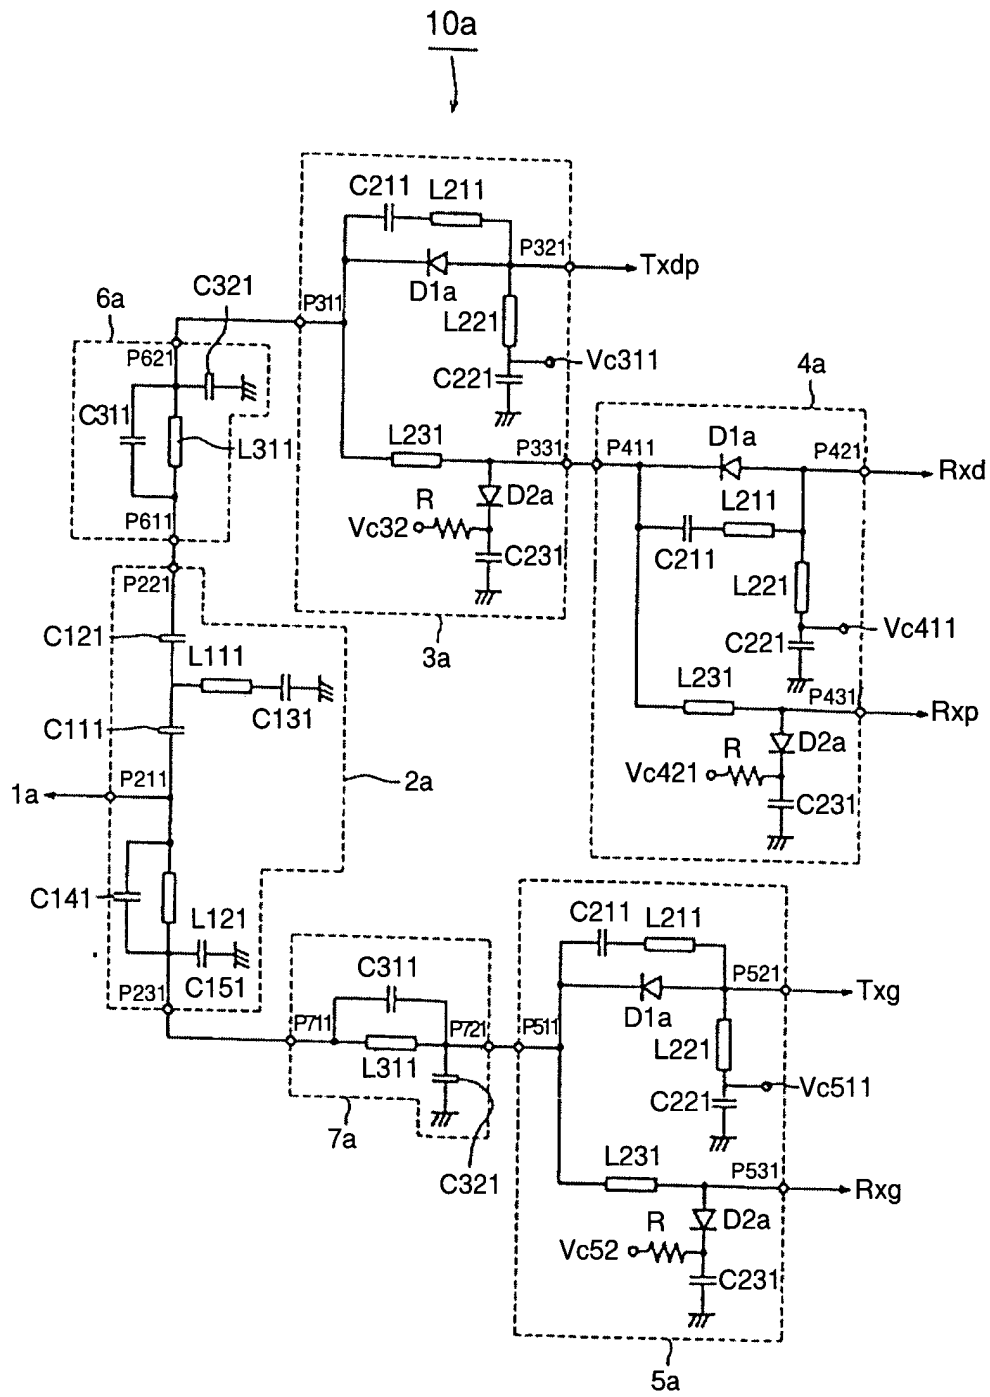 10a
C211 L211
P321
Txdp
D1a
C321
6a
P311
L221
P621
Vc311
C221
4a
C311
L311
L231
P331
P411
D1a
P421
Rxd
R
D2a
Vc32
L211
P611
C231
C211
P221
L221
C121
3a
Vc411
L111
C221
L231
P431
C131
C111
Rxp
R
D2a
P211
2a
Vc421
1a
C231
C141
C211 L211
L121
C311
P521
P231
C151
P711
P721
P511
Txg
D1a
L311
L221
Vc511
C221
7a
L231
P531
C321
Rxg
R
D2a
Vc52
C231
5a